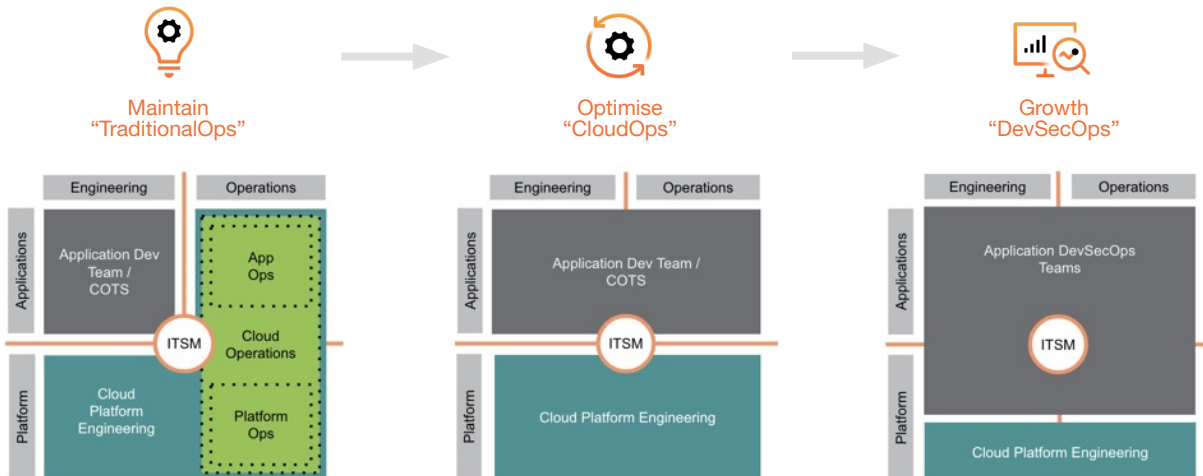 Maintain
“TraditionalOps”
Optimise
“CloudOps”
Growth
“DevSecOps”
Engineering
Operations
Applications
Platform
Application Dev
Team /
COTS
App
Ops
ITSM
Cloud
Operations
Cloud
Platform
Engineering
Platform
Ops
Engineering
Operations
Applications
Platform
Application Dev Team /
COTS
ITSM
Cloud Platform Engineering
Engineering
Operations
Applications
Platform
Application DevSecOps
Teams
ITSM
Cloud Platform Engineering